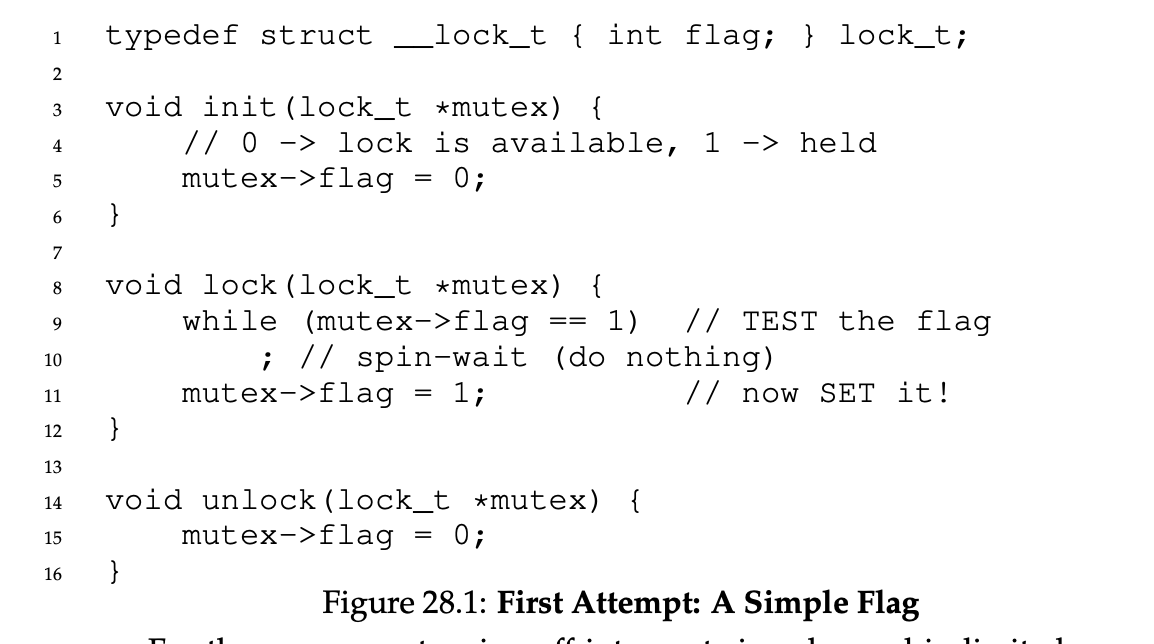 1 typedef struct __lock_t { int flag; } lock_t;
2
3 void init(lock_t *mutex) {
4 // 0 -> lock is available, 1 -> held
5 mutex->flag = 0;
6 }
7
8 void lock(lock_t *mutex) {
9 while (mutex->flag == 1) // TEST the flag
10 ; // spin-wait (do nothing)
11 mutex->flag = 1; // now SET it!
12 }
13
14 void unlock(lock_t *mutex) {
15 mutex->flag = 0;
16 }
Figure 28.1: First Attempt: A Simple Flag